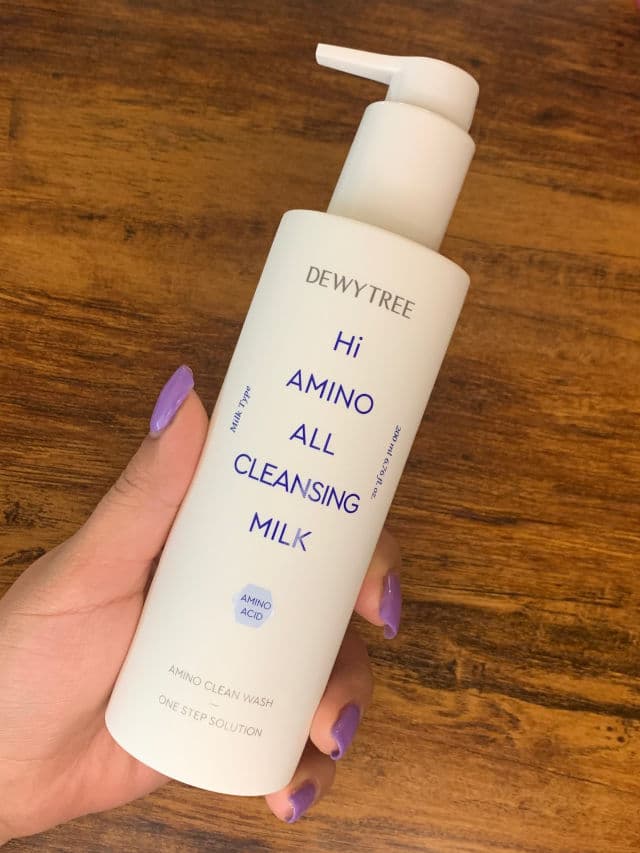 DEWYTREE
Hi
AMINO
ALL
CLEANSING
MILK
Milk Type
200 ml 6.76 fl. oz.
AMINO
ACID
AMINO CLEAN WASH
–
ONE STEP SOLUTION